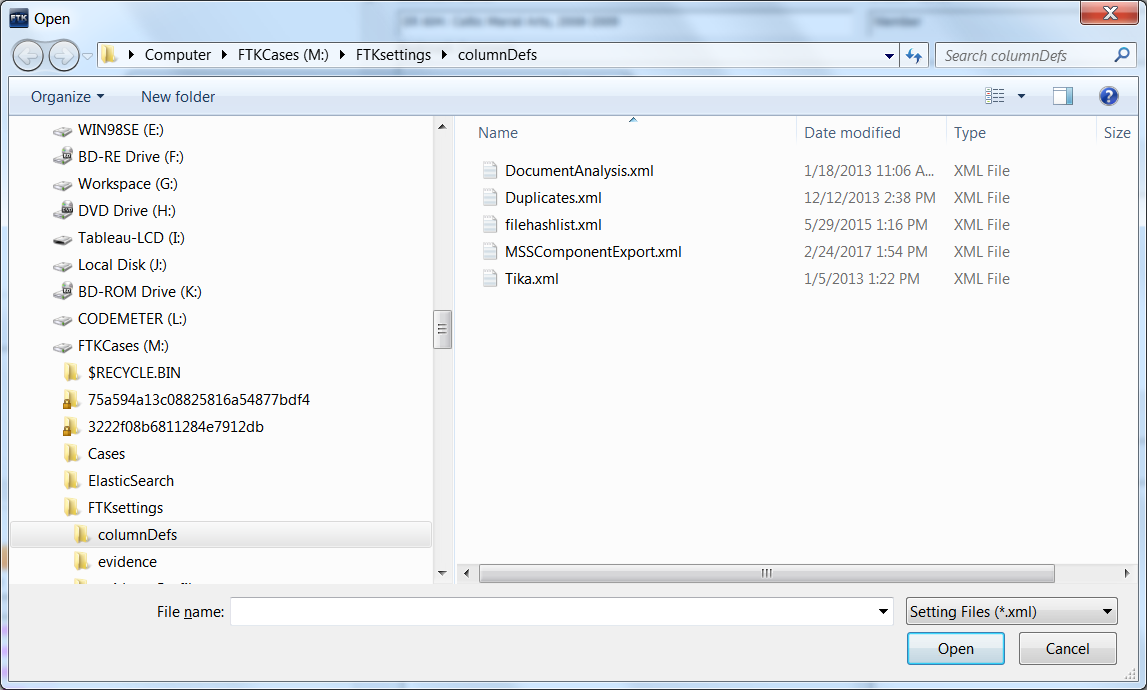 FTK Open
Computer FTKCases (M:) FTKsettings columnDefs Search columnDefs
Organize New folder
WIN98SE (E:)
BD-RE Drive (F:)
Workspace (G:)
DVD Drive (H:)
Tableau-LCD (I:)
Local Disk (J:)
BD-ROM Drive (K:)
CODEMETER (L:)
FTKCases (M:)
$RECYCLE.BIN
75a594a13c08825816a54877bdf4
3222f08b6811284e7912db
Cases
ElasticSearch
FTKsettings
columnDefs
evidence
Name Date modified Type Size
DocumentAnalysis.xml 1/18/2013 11:06 A... XML File
Duplicates.xml 12/12/2013 2:38 PM XML File
filehashlist.xml 5/29/2015 1:16 PM XML File
MSSComponentExport.xml 2/24/2017 1:54 PM XML File
Tika.xml 1/5/2013 1:22 PM XML File
File name: Setting Files (*.xml)
Open Cancel